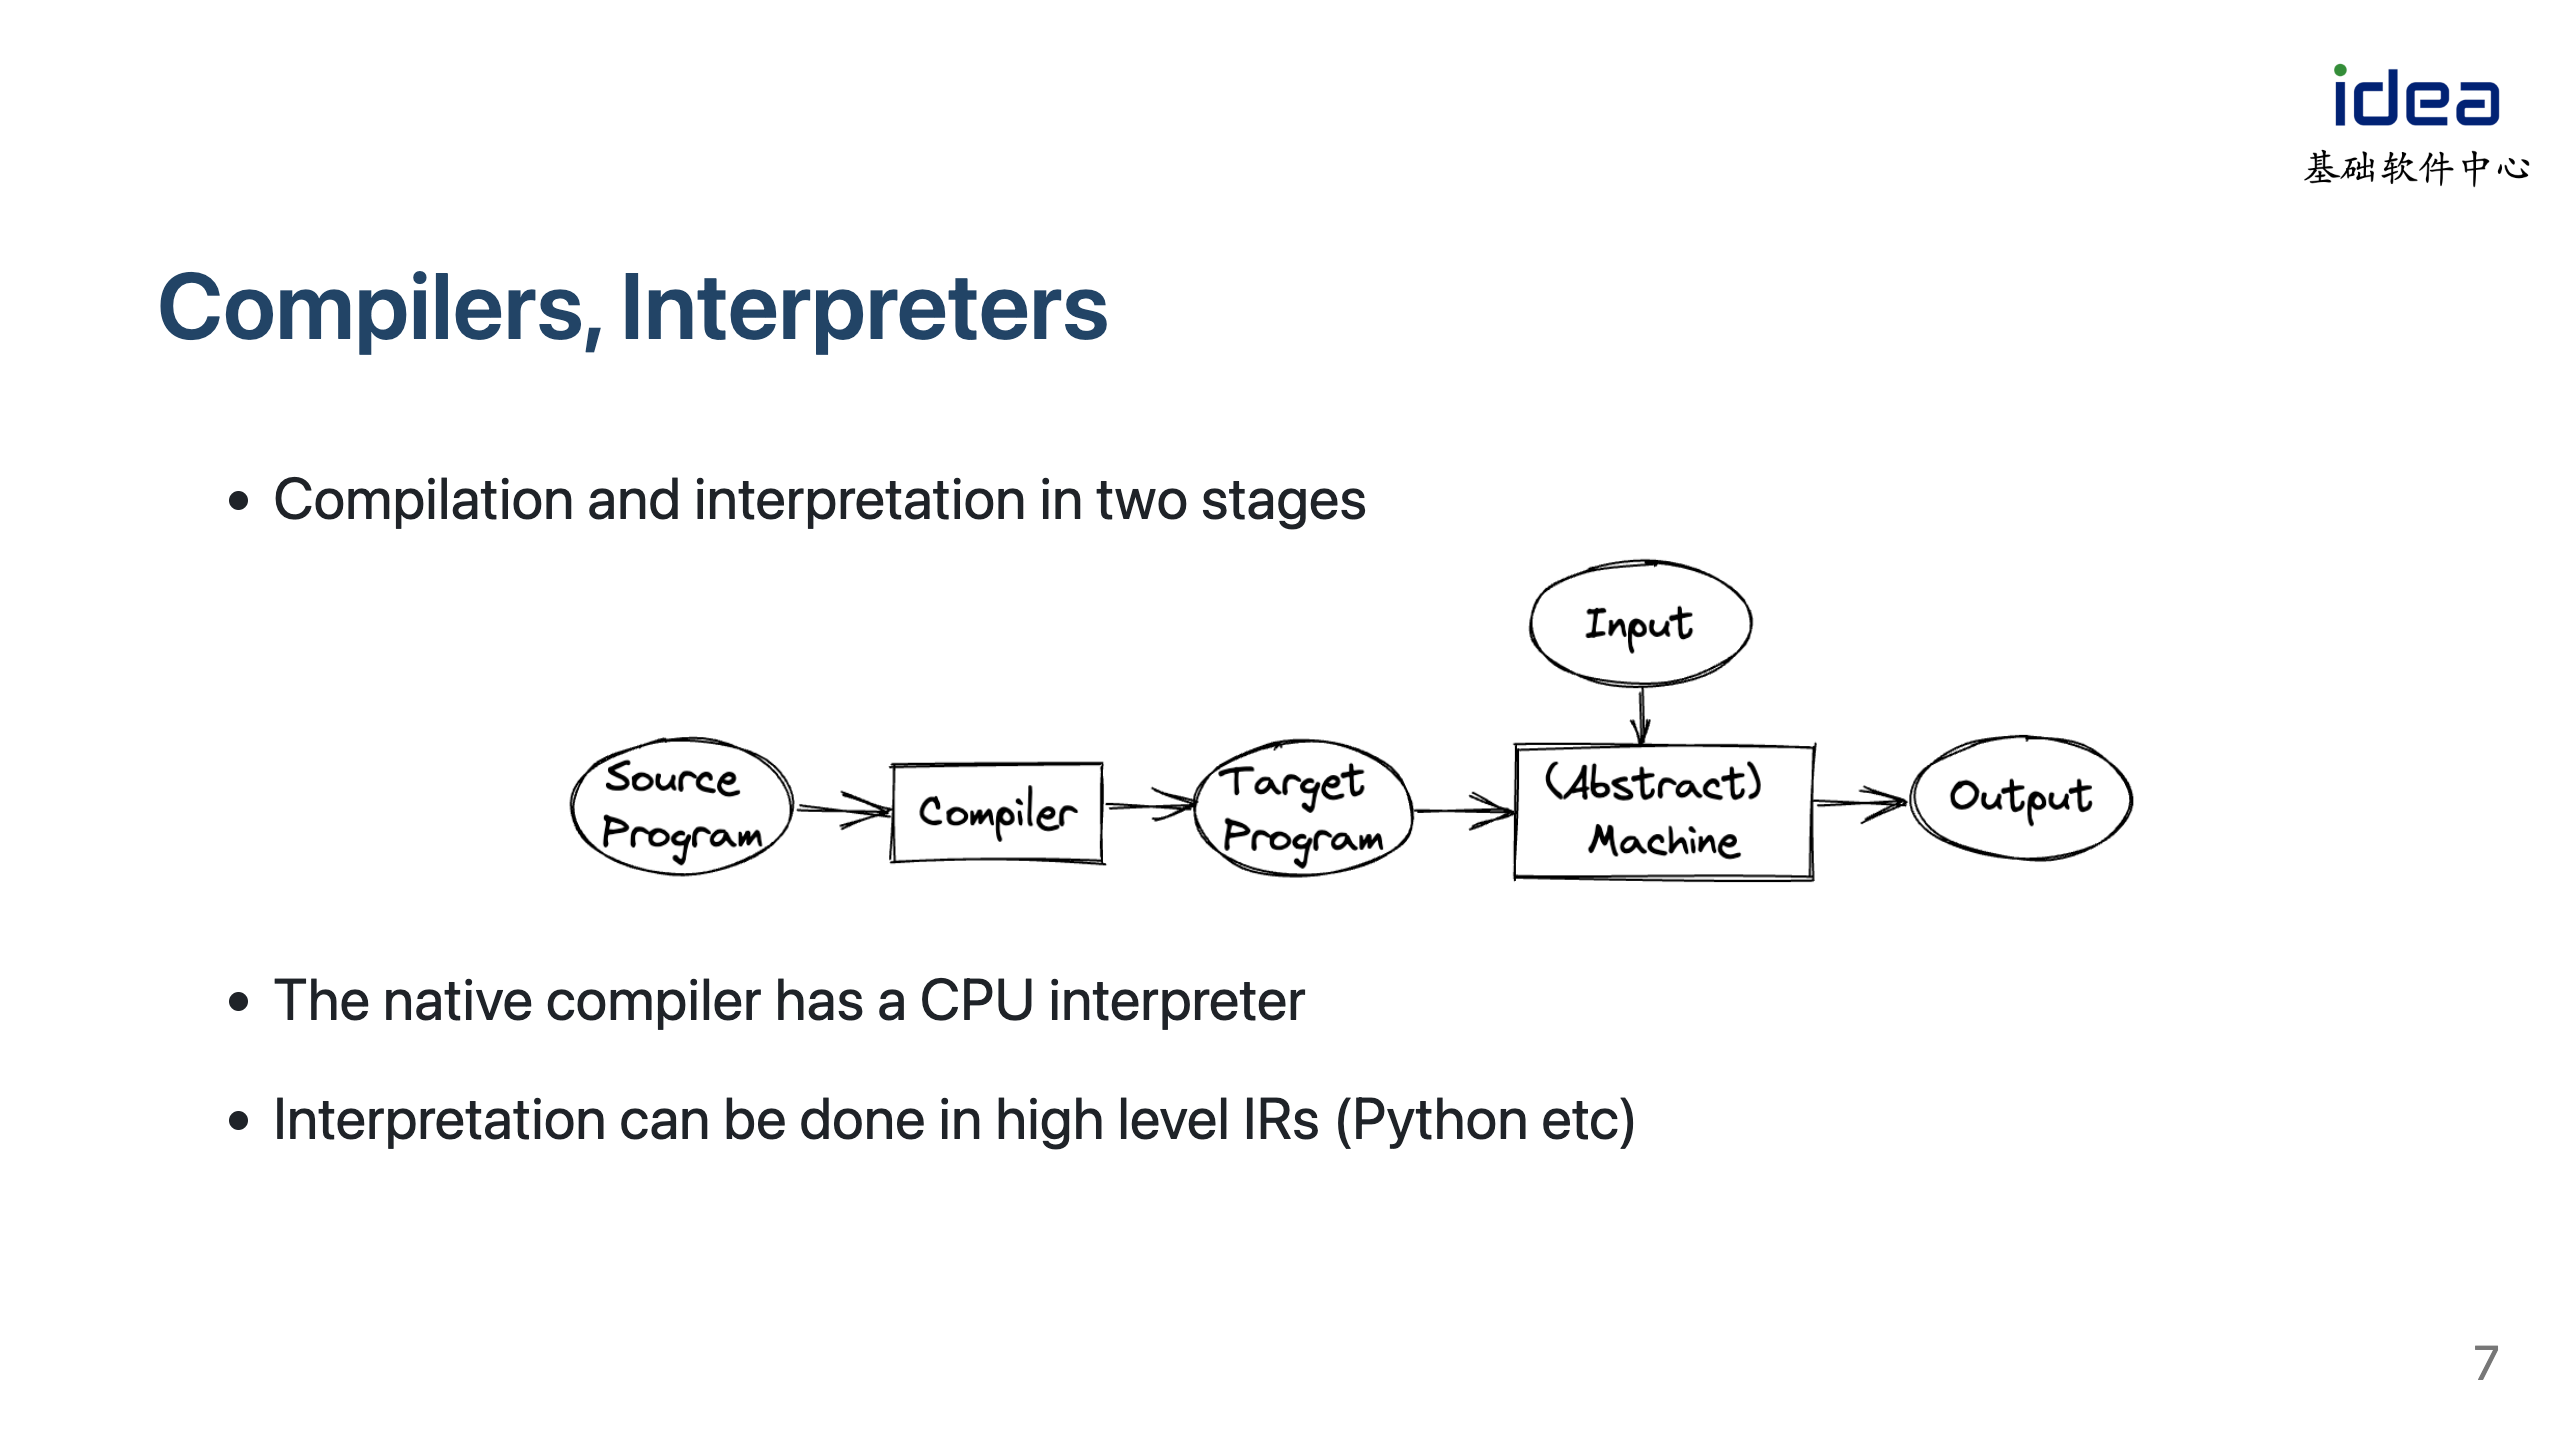 idea
基础软件中心
Compilers, Interpreters
• Compilation and interpretation in two stages
Input
Source
Program
Compiler
Target
Program
(Abstract)
Machine
Output
• The native compiler has a CPU interpreter
• Interpretation can be done in high level IRs (Python etc)
7